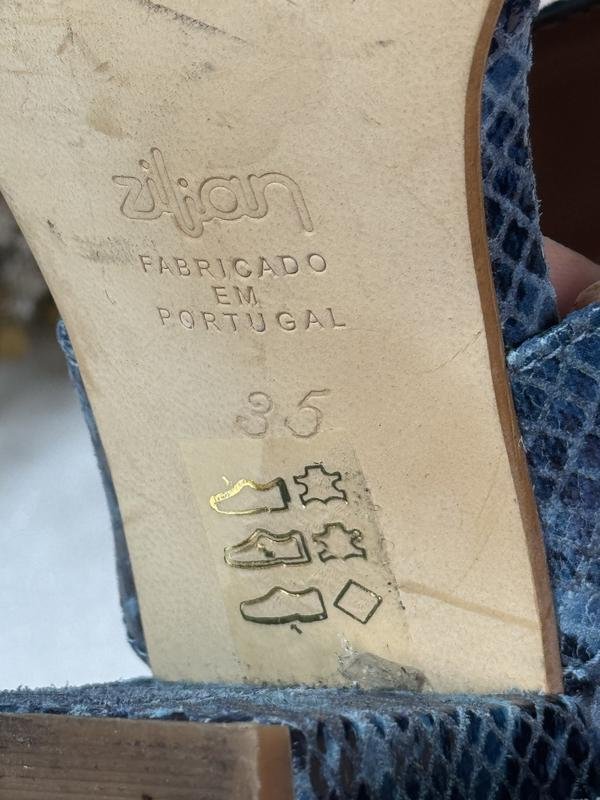 zilian
FABRICADO
EM
PORTUGAL
35